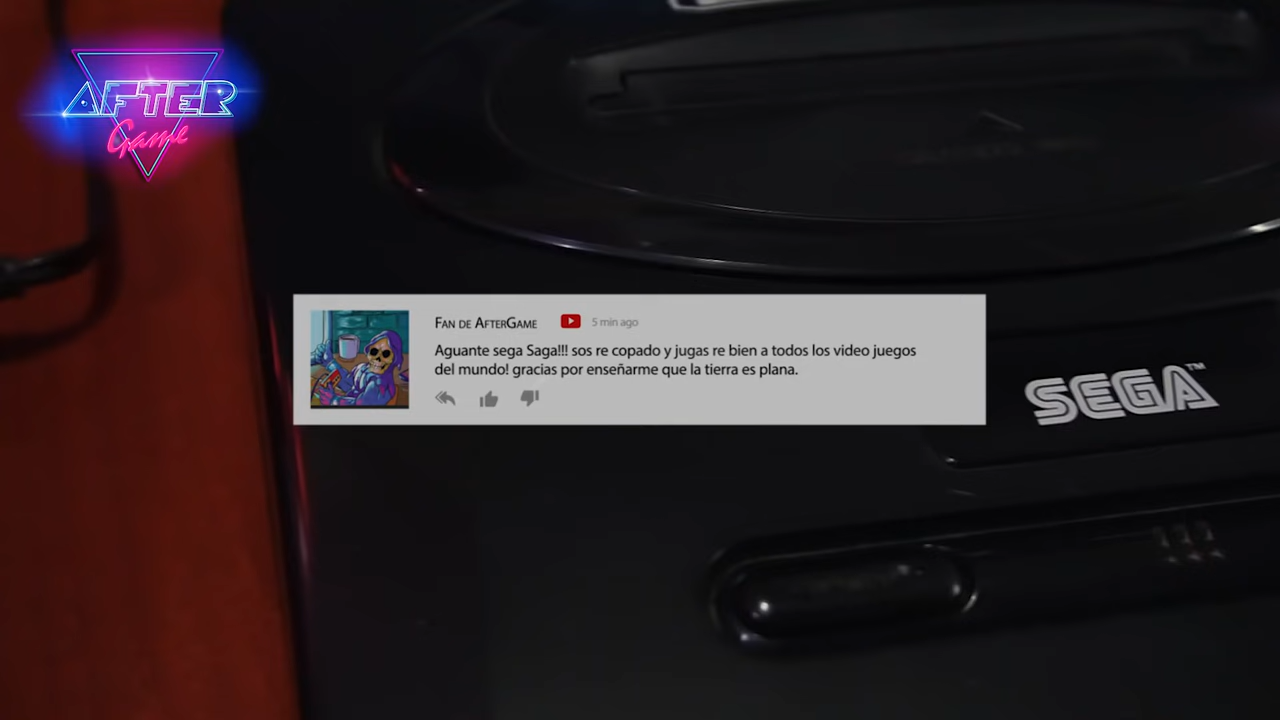 AFTER
Game
FAN DE AFTERGAME 5 min ago
Aguante sega Saga!!! sos re copado y jugas re bien a todos los video juegos
del mundo! gracias por enseñarme que la tierra es plana.
SEGA™